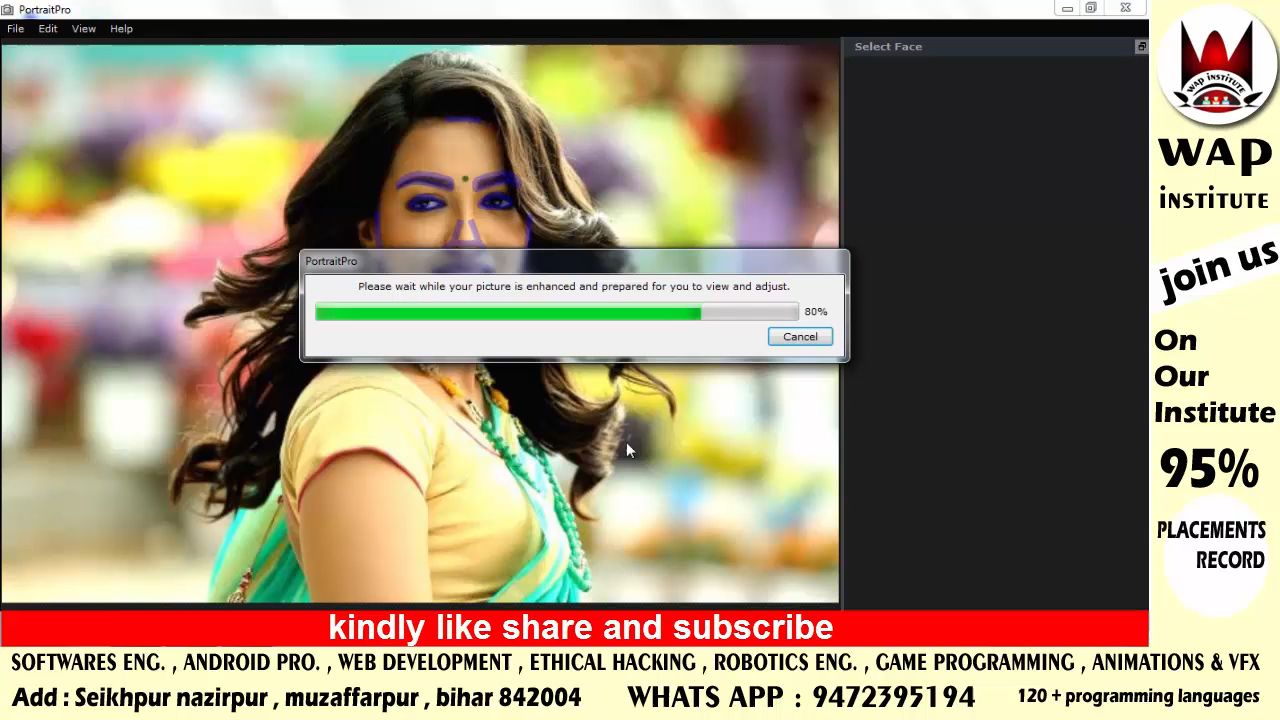 PortraitPro
File Edit View Help
Select Face
PortraitPro
Please wait while your picture is enhanced and prepared for you to view and adjust.
80%
Cancel
WAP INSTITUTE
WAP
INSTITUTE
join us
On
Our
Institute
95%
PLACEMENTS
RECORD
kindly like share and subscribe
SOFTWARES ENG. , ANDROID PRO. , WEB DEVELOPMENT , ETHICAL HACKING , ROBOTICS ENG. , GAME PROGRAMMING , ANIMATIONS & VFX
Add : Seikhpur nazirpur , muzaffarpur , bihar 842004 WHATS APP : 9472395194 120 + programming languages